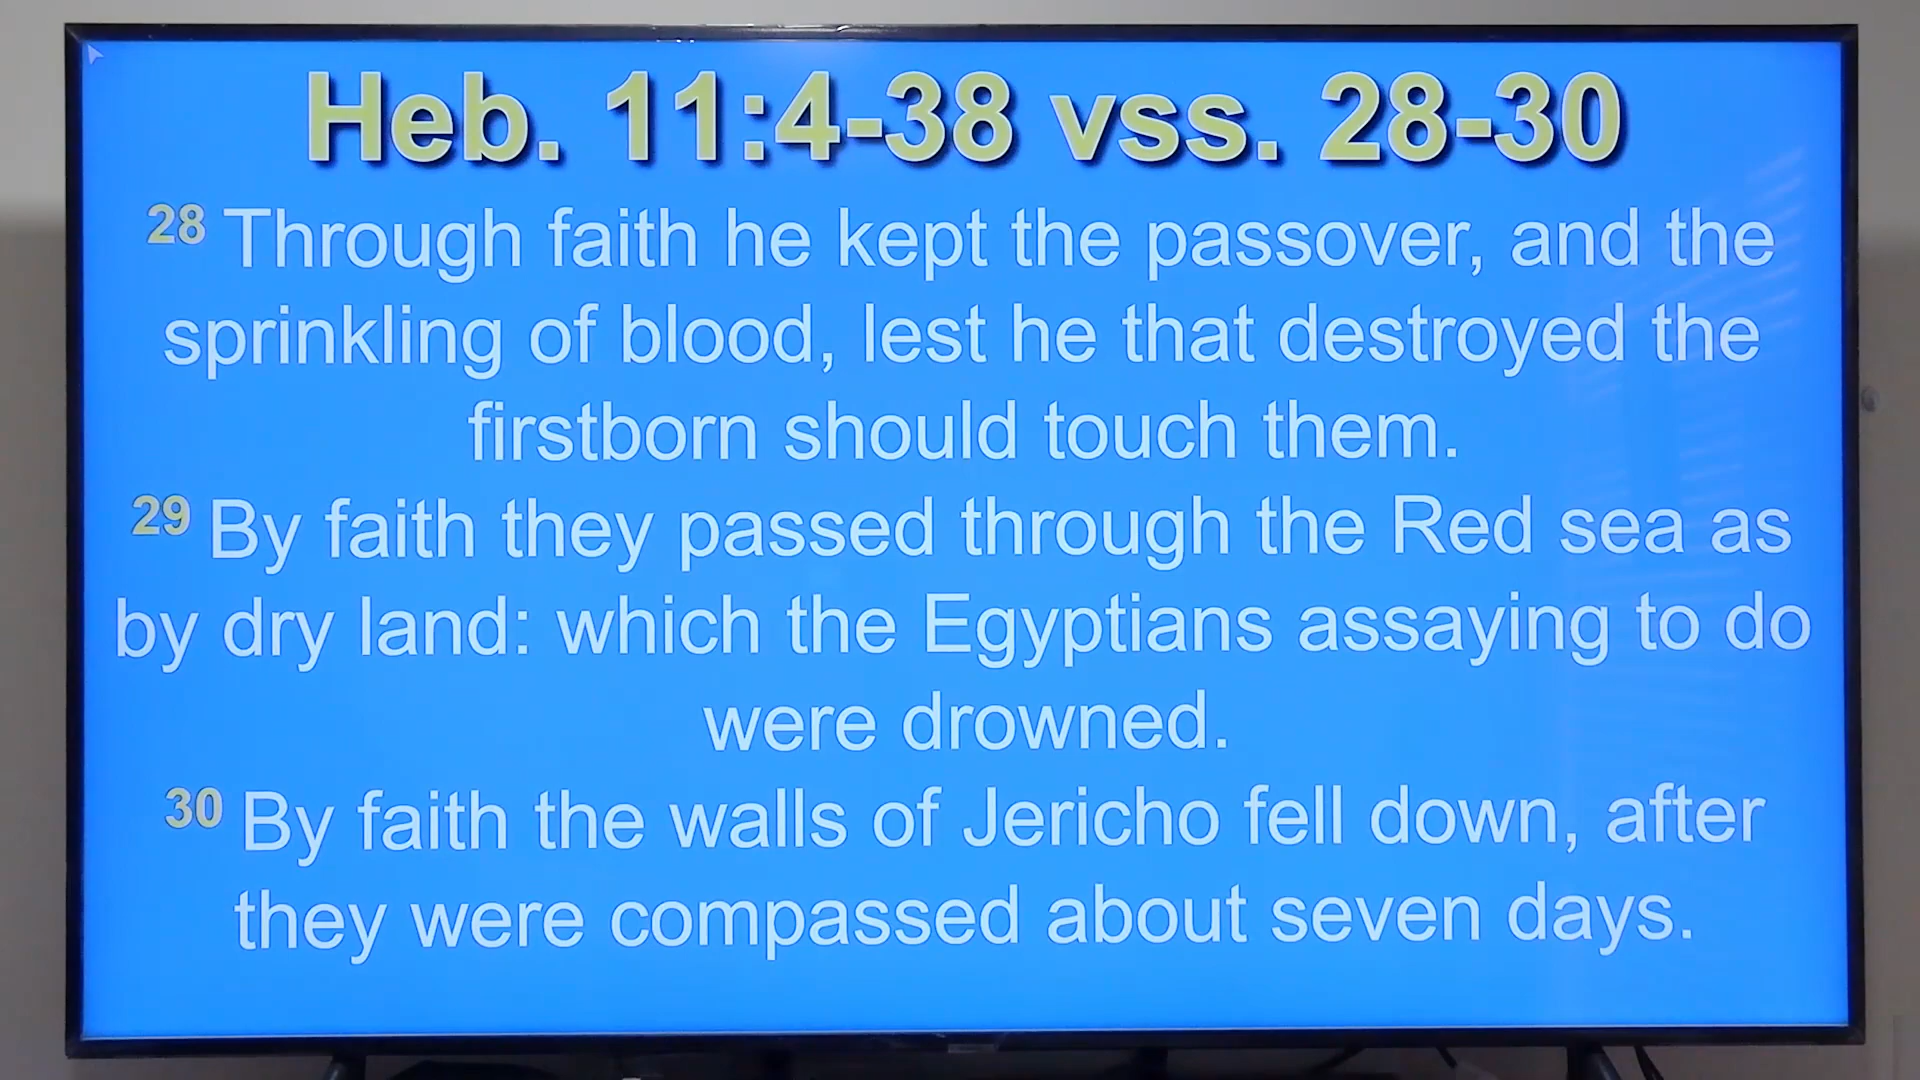 Heb. 11:4-38 vss. 28-30
28 Through faith he kept the passover, and the
sprinkling of blood, lest he that destroyed the
firstborn should touch them.
29 By faith they passed through the Red sea as
by dry land: which the Egyptians assaying to do
were drowned.
30 By faith the walls of Jericho fell down, after
they were compassed about seven days.